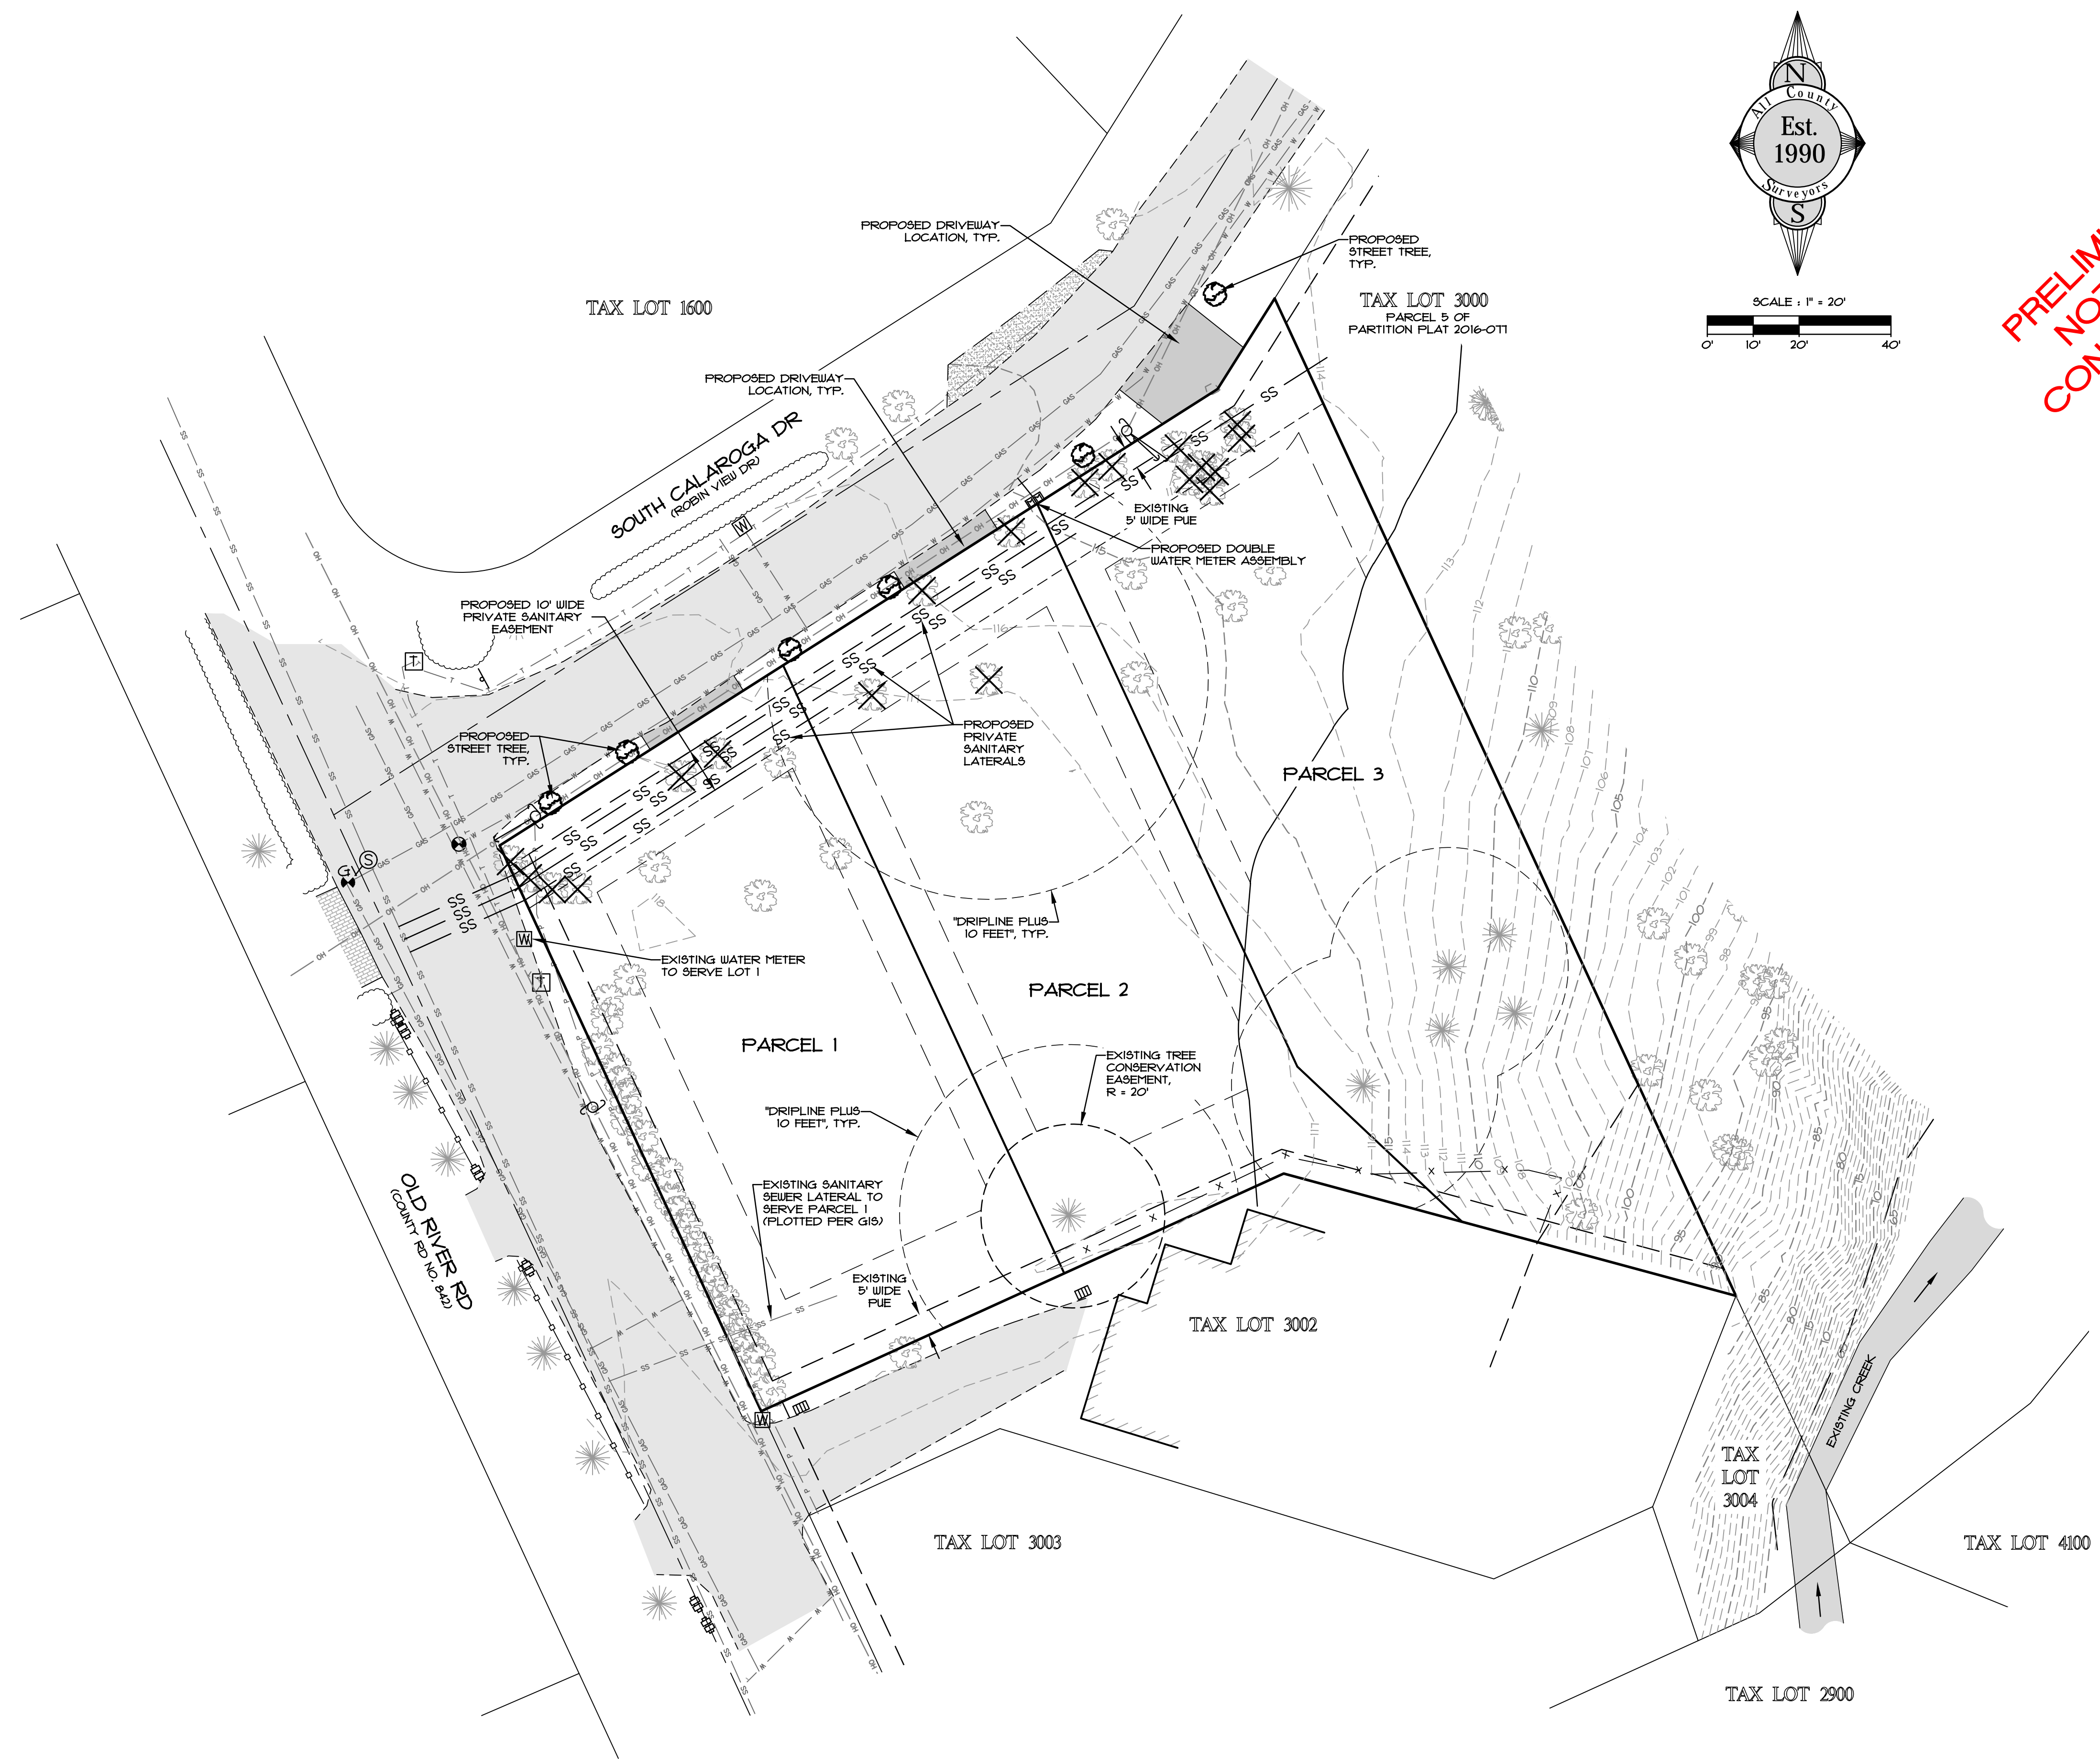 N
All County
Est.
1990
Surveyors
S
SCALE : 1" = 20'
0' 10' 20' 40'
TAX LOT 1600
PROPOSED DRIVEWAY
LOCATION, TYP.
PROPOSED
STREET TREE,
TYP.
TAX LOT 3000
PARCEL 5 OF
PARTITION PLAT 2016-077
PROPOSED DRIVEWAY
LOCATION, TYP.
SOUTH CALAROGA DR
(ROBIN VIEW DR)
EXISTING
5' WIDE PUE
PROPOSED DOUBLE
WATER METER ASSEMBLY
PROPOSED 10' WIDE
PRIVATE SANITARY
EASEMENT
PROPOSED
STREET TREE,
TYP.
PROPOSED
PRIVATE
SANITARY
LATERALS
PARCEL 3
"DRIPLINE PLUS
10 FEET", TYP.
EXISTING WATER METER
TO SERVE LOT 1
PARCEL 2
PARCEL 1
EXISTING TREE
CONSERVATION
EASEMENT,
R = 20'
"DRIPLINE PLUS
10 FEET", TYP.
EXISTING SANITARY
SEWER LATERAL TO
SERVE PARCEL 1
(PLOTTED PER GIS)
EXISTING
5' WIDE
PUE
OLD RIVER RD
(COUNTY RD NO. 842)
TAX LOT 3002
EXISTING CREEK
TAX
LOT
3004
TAX LOT 3003
TAX LOT 4100
TAX LOT 2900